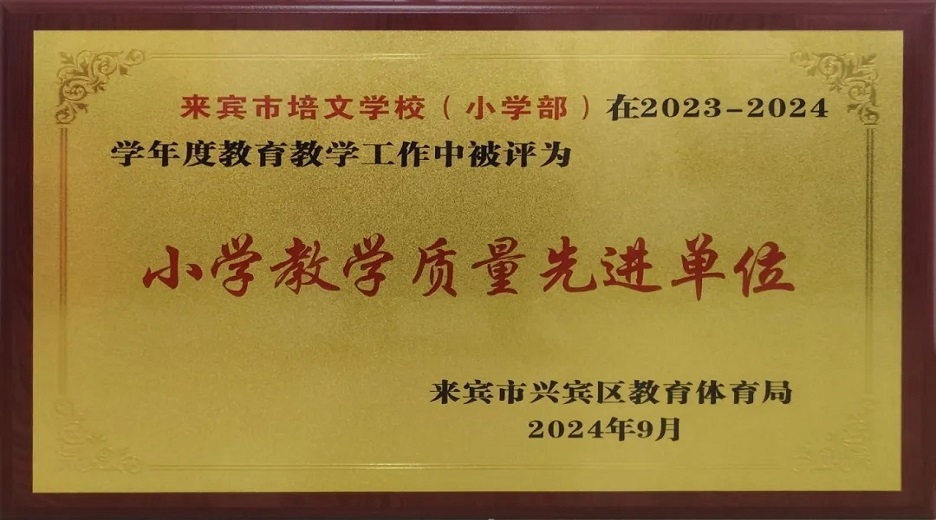 来宾市培文学校（小学部）在2023-2024
学年度教育教学工作中被评为
小学教学质量先进单位
来宾市兴宾区教育体育局
2024年9月